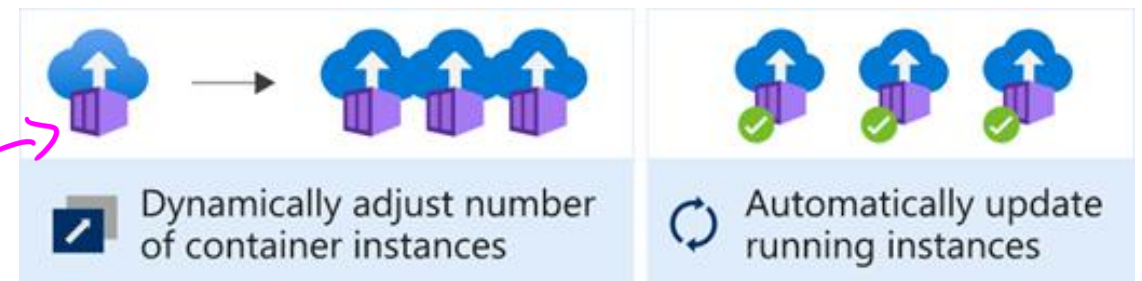 Dynamically adjust number
of container instances
Automatically update
running instances